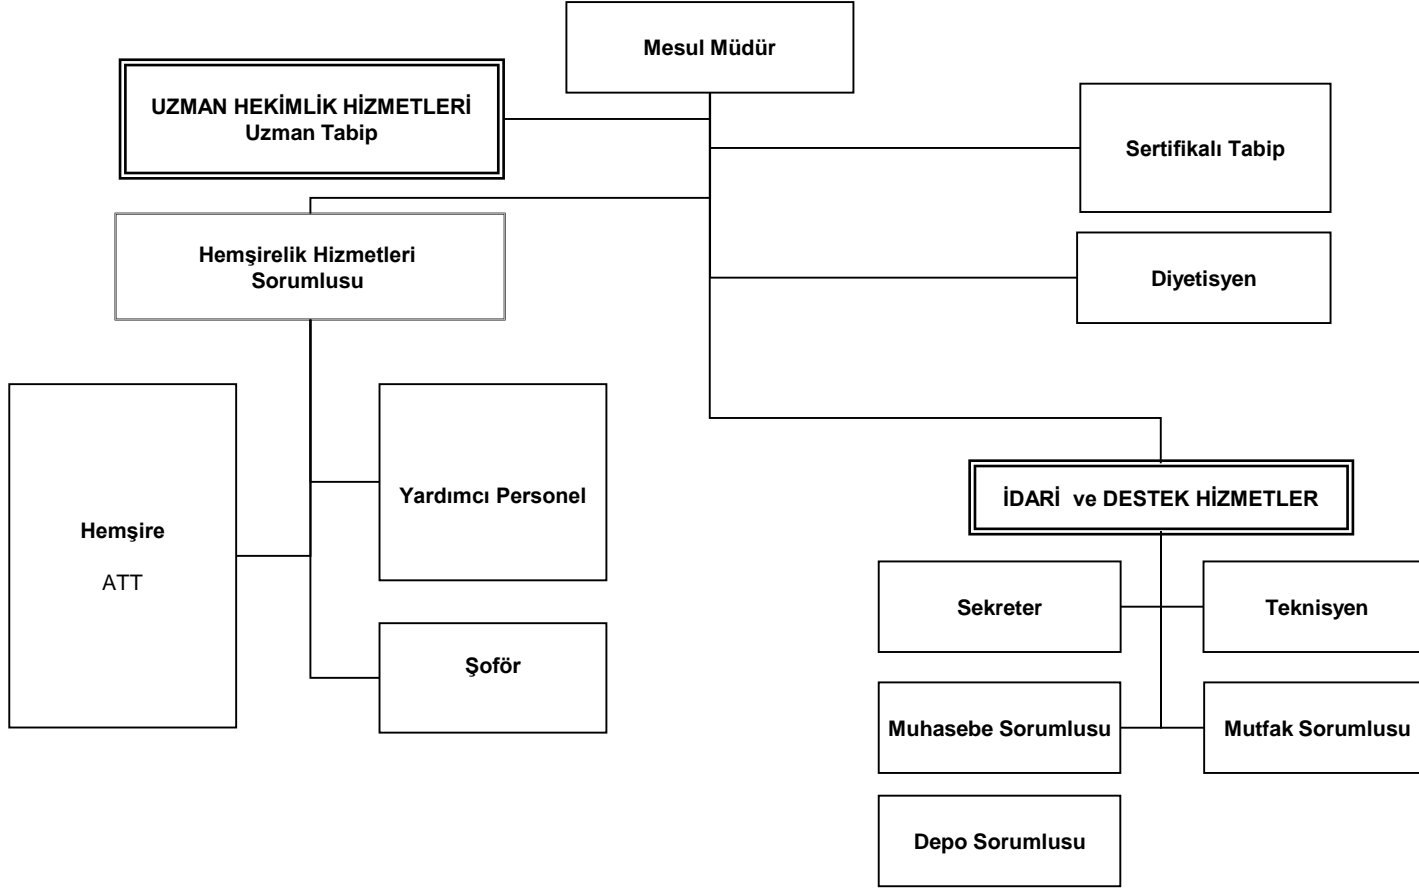 Mesul Müdür
UZMAN HEKİMLİK HİZMETLERİ
Uzman Tabip
Sertifikalı Tabip
Hemşirelik Hizmetleri
Sorumlusu
Diyetisyen
Hemşire
ATT
Yardımcı Personel
Şoför
İDARİ  ve DESTEK HİZMETLER
Sekreter
Teknisyen
Muhasebe Sorumlusu
Mutfak Sorumlusu
Depo Sorumlusu